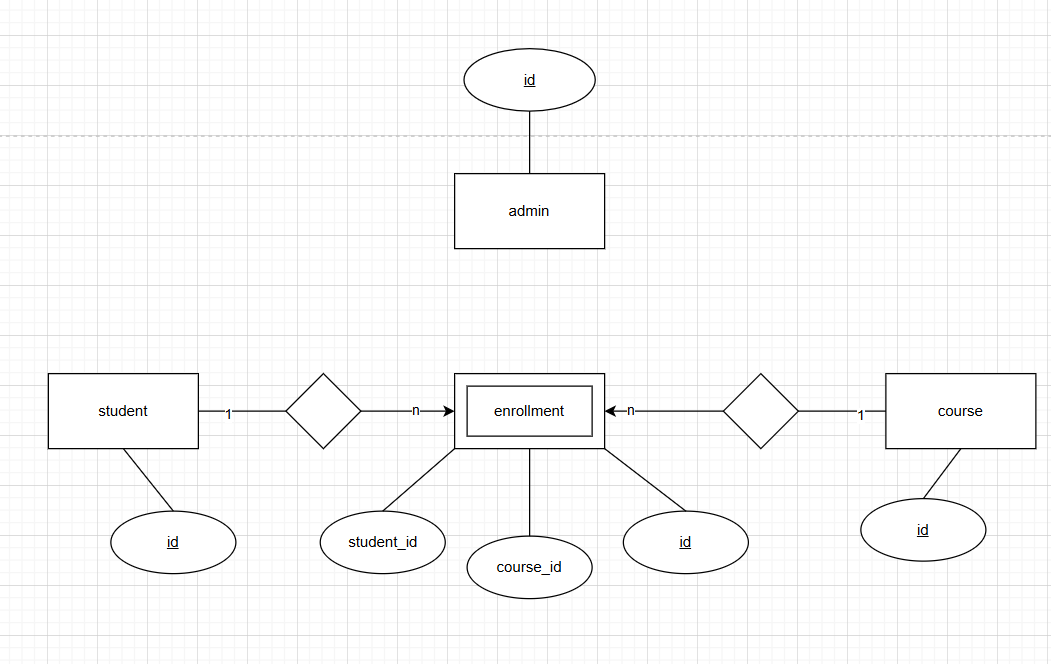 id
admin
student
1
n
enrollment
n
1
course
id
student_id
course_id
id
id